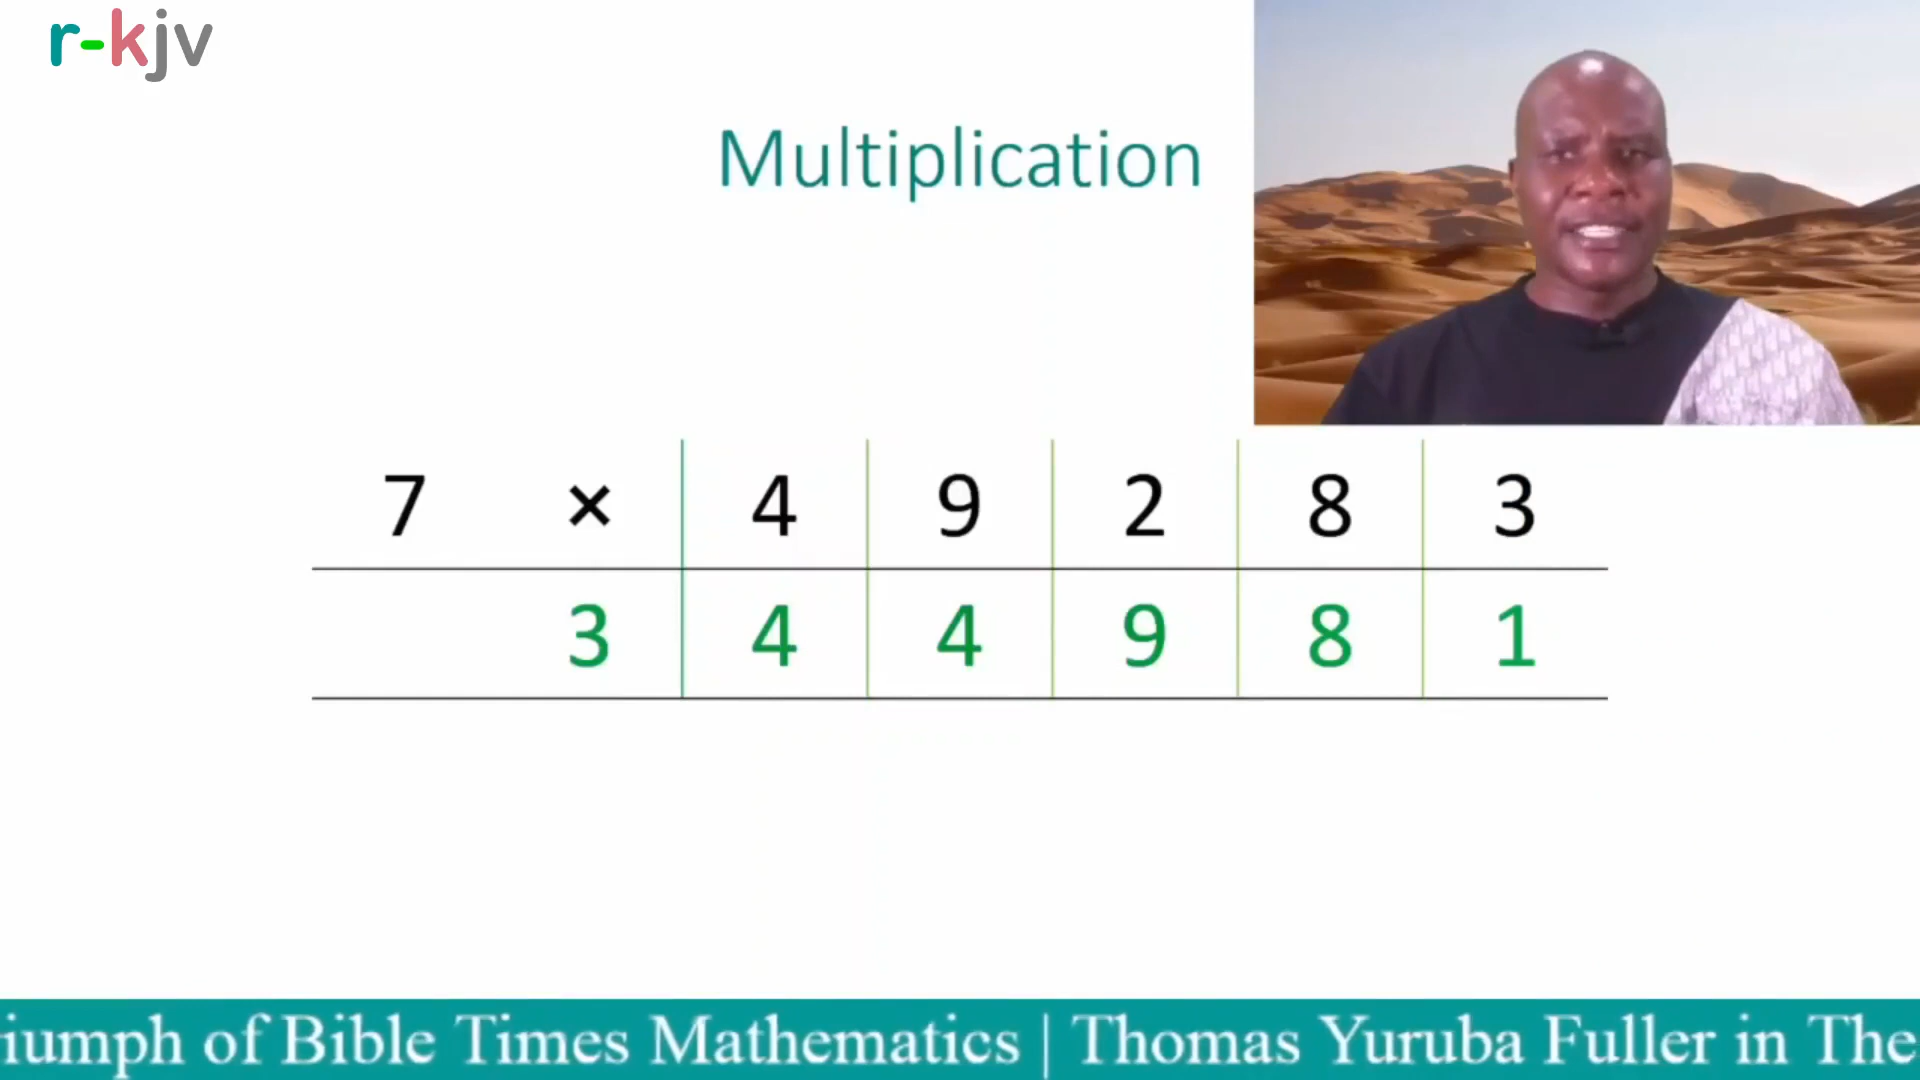 r-kjv
Multiplication
7 × 4 9 2 8 3
3 4 4 9 8 1
iumph of Bible Times Mathematics | Thomas Yuruba Fuller in The